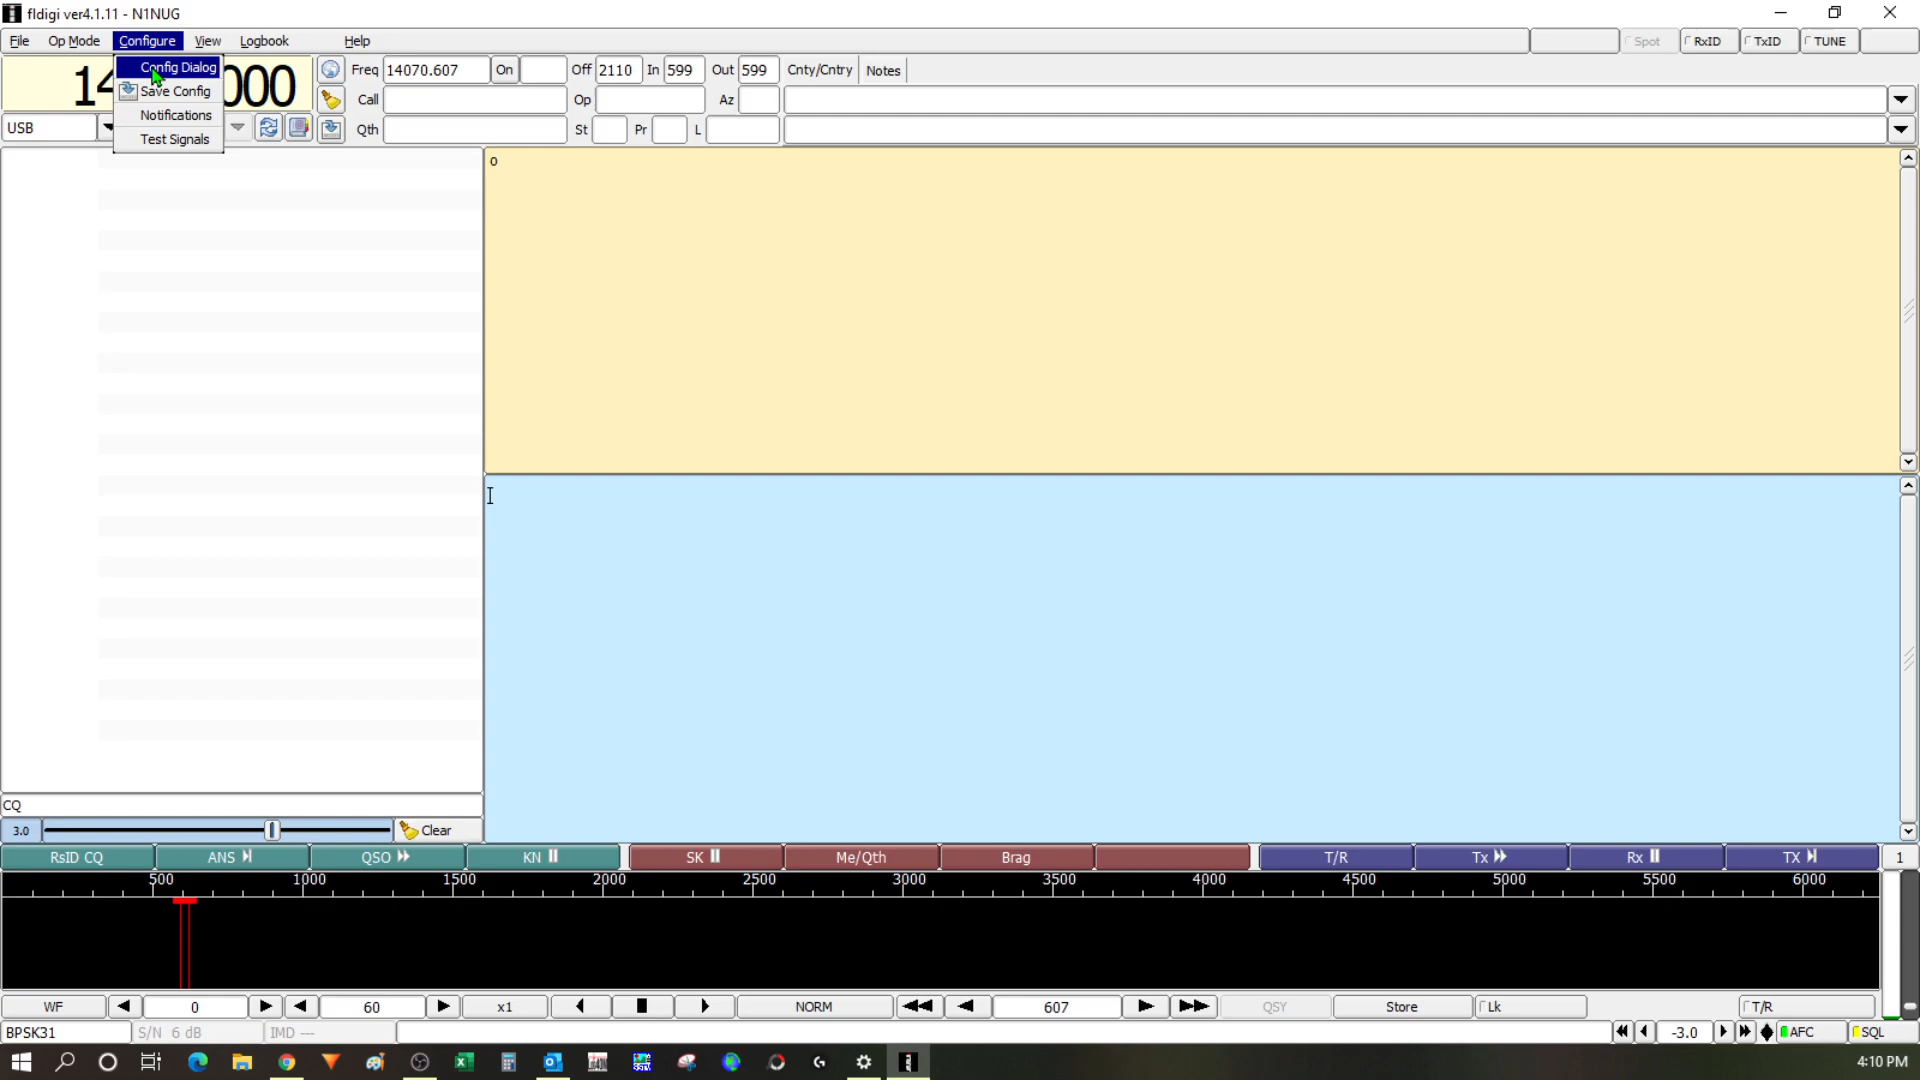 fldigi ver4.1.11 - N1NUG
File Op Mode Configure View Logbook Help
Spot RxID TxID TUNE
Config Dialog
Save Config
Notifications
Test Signals
14 000
Freq 14070.607 On Off 2110 In 599 Out 599 Cnty/Cntry Notes
Call Op Az
USB
Qth St Pr L
o
CQ
3.0 Clear
RsID CQ ANS QSO KN SK Me/Qth Brag T/R Tx Rx TX 1
500 1000 1500 2000 2500 3000 3500 4000 4500 5000 5500 6000
WF 0 60 x1 NORM 607 QSY Store Lk T/R
BPSK31 S/N 6 dB IMD --- -3.0 AFC SQL
4:10 PM